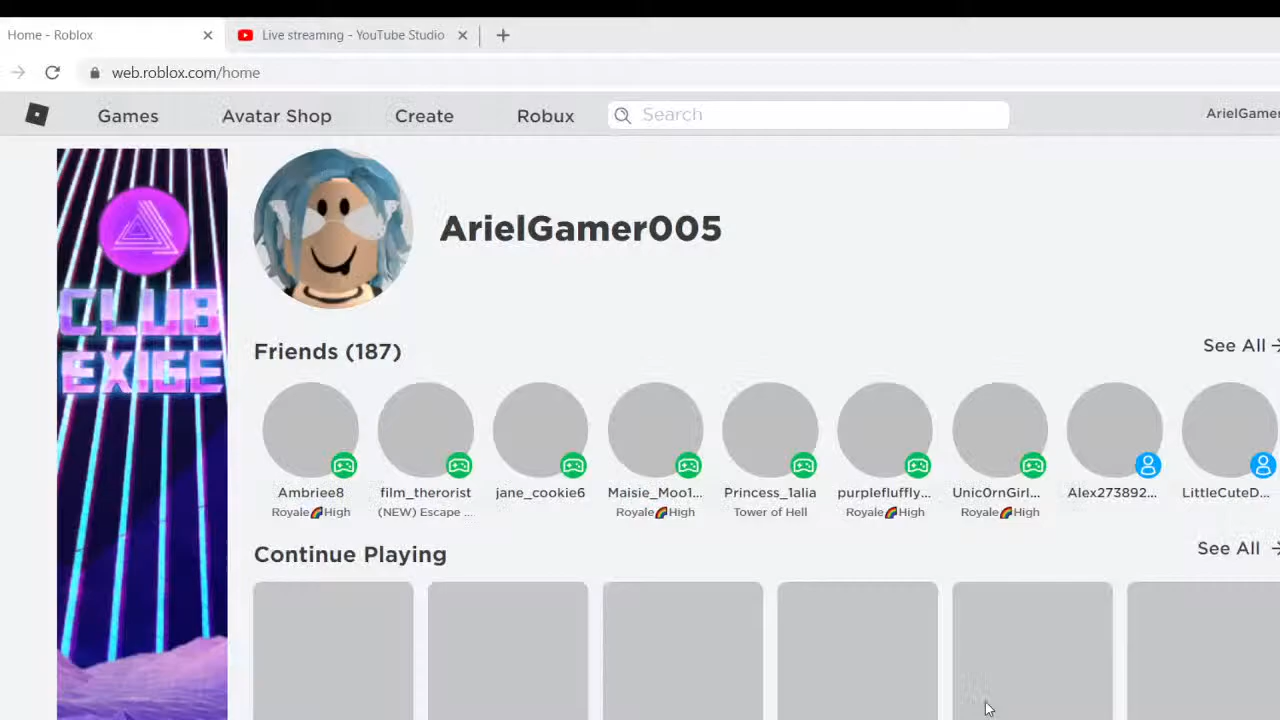 Home - Roblox
Live streaming - YouTube Studio
web.roblox.com/home
Games Avatar Shop Create Robux Search ArielGamer
CLUB
EXIGE
ArielGamer005
Friends (187) See All
Ambriee8 film_therorist jane_cookie6 Maisie_Moo1... Princess_1alia purplefluffly... Unic0rnGirl... Alex273892... LittleCuteD...
Royale🌈High (NEW) Escape ... Royale🌈High Tower of Hell Royale🌈High Royale🌈High
Continue Playing See All